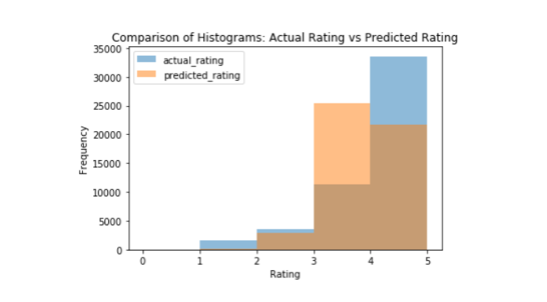 Comparison of Histograms: Actual Rating vs Predicted Rating
actual_rating
predicted_rating
Frequency
35000
30000
25000
20000
15000
10000
5000
0
0 1 2 3 4 5
Rating